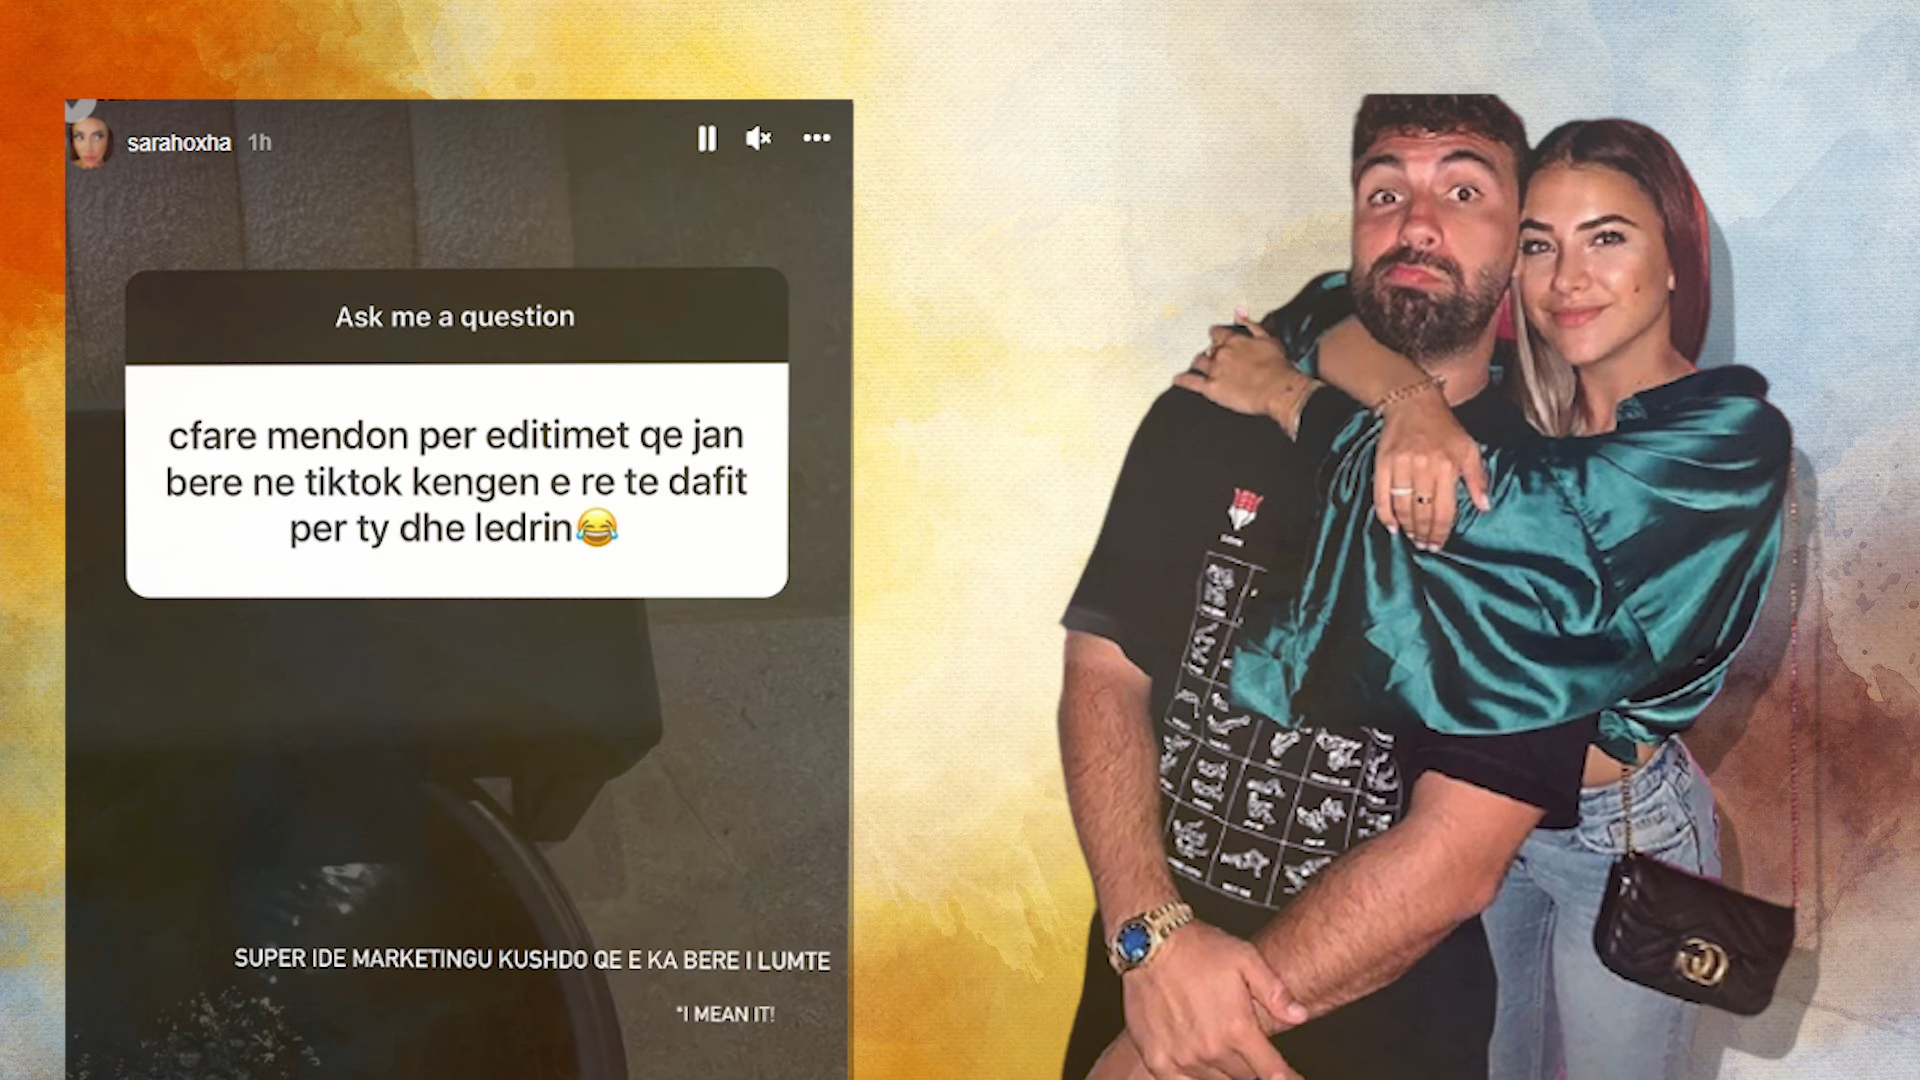 sarahoxha 1h
Ask me a question
cfare mendon per editimet qe jan
bere ne tiktok kengen e re te dafit
per ty dhe ledrin😂
SUPER IDE MARKETINGU KUSHDO QE E KA BERE I LUMTE
*I MEAN IT!